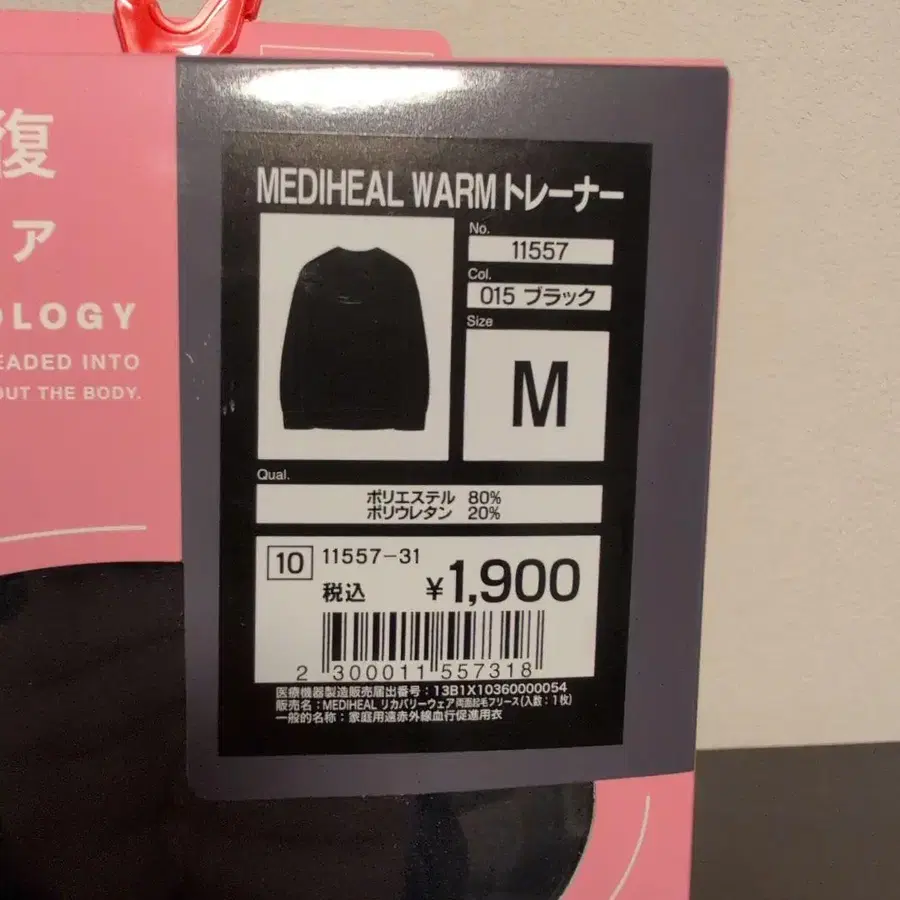 復
ア
OLOGY
EADED INTO
OUT THE BODY.
MEDIHEAL WARMトレーナー
No.
11557
Col.
015 ブラック
Size
M
Qual.
ポリエステル 80%
ポリウレタン 20%
10 11557-31
税込 ¥1,900
2 300011 557318
医療機器製造販売届出番号：13B1X10360000054
販売名：MEDIHEAL リカバリーウェア両面起毛フリース(入数：1枚)
一般的名称：家庭用遠赤外線血行促進用衣